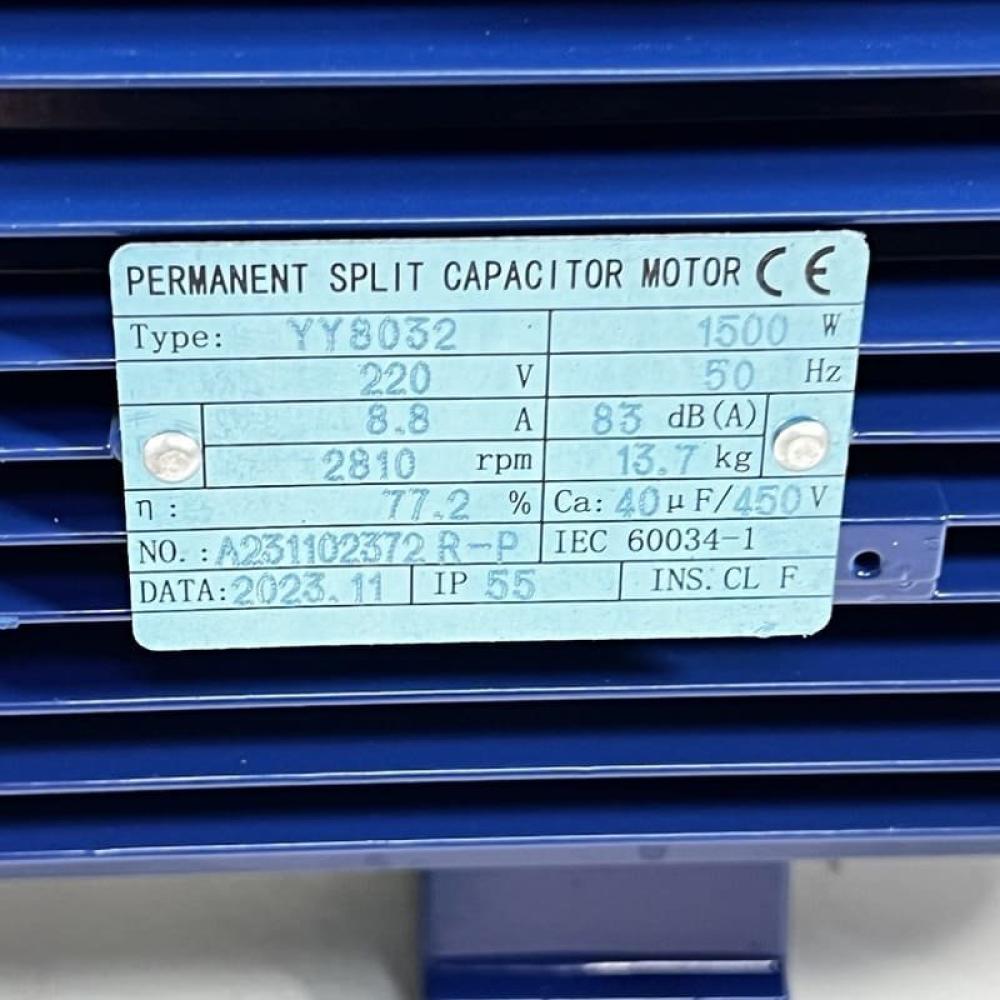 PERMANENT SPLIT CAPACITOR MOTOR CE
Type: YY8032 1500 W
220 V 50 Hz
8.8 A 83 dB(A)
2810 rpm 13.7 kg
η: 77.2 % Ca: 40μF/450V
NO.:A231102372 R-P IEC 60034-1
DATA:2023.11 IP 55 INS.CL F